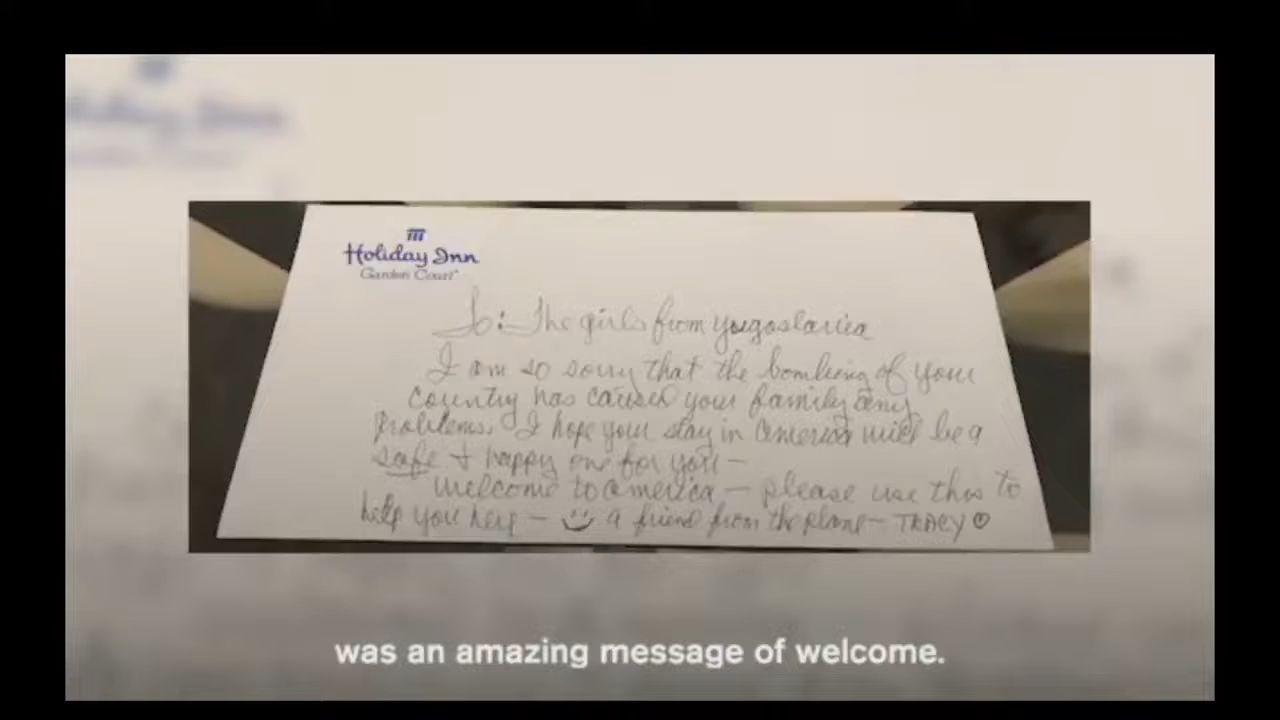 Holiday Inn
Garden Court
To: The girls from Yugoslavia
I am so sorry that the bombing of your
country has caused your family any
problems. I hope your stay in America will be a
safe + happy one for you —
Welcome to America — please use this to
help you here — a friend from the plane — TRACY
was an amazing message of welcome.